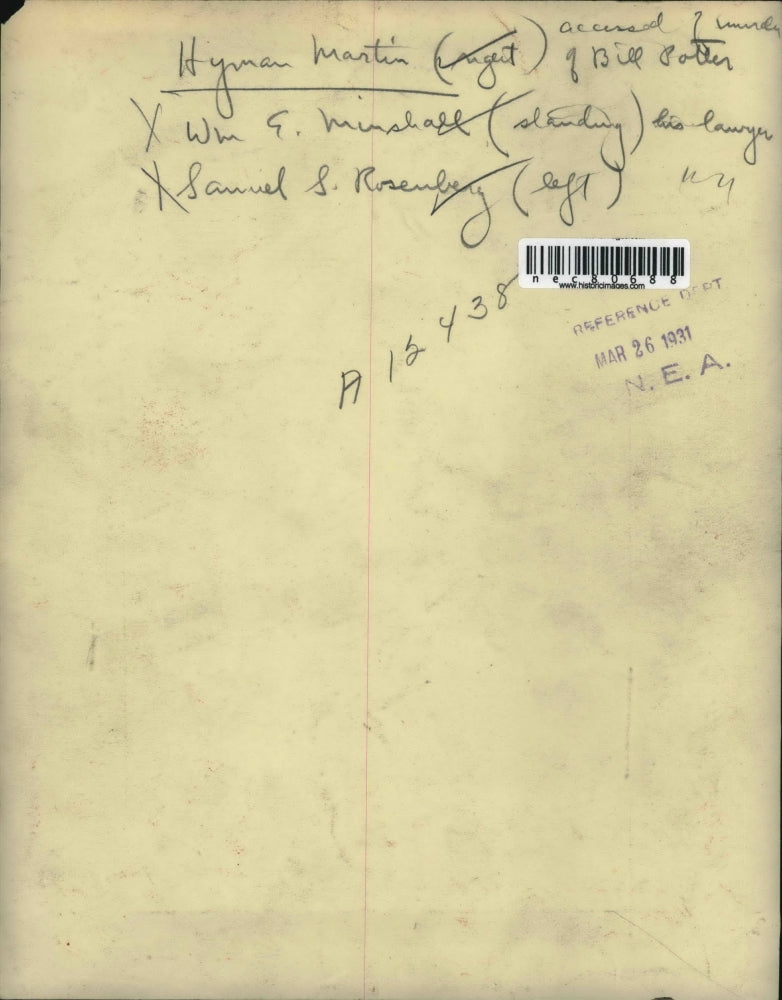 Hyman Martin (right) accused of murder
of Bill Potter
X Wm E. Minshall (standing) his lawyer
X Samuel S. Rosenberg (left) " "
nec80688
www.historicimages.com
A 15438
REFERENCE DEPT
MAR 26 1931
N. E. A.